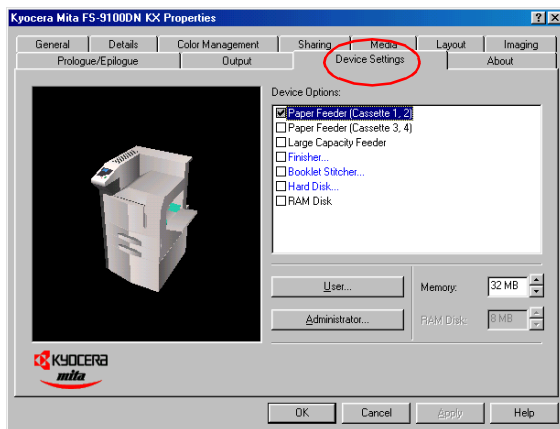 Kyocera Mita FS-9100DN KX Properties
General Details Color Management Sharing Media Layout Imaging
Prologue/Epilogue Output Device Settings About
Device Options:
Paper Feeder (Cassette 1, 2)
Paper Feeder (Cassette 3, 4)
Large Capacity Feeder
Finisher...
Booklet Stitcher...
Hard Disk...
RAM Disk
User... Memory: 32 MB
Administrator... RAM Disk: 8 MB
KYOCERA
mita
OK Cancel Apply Help